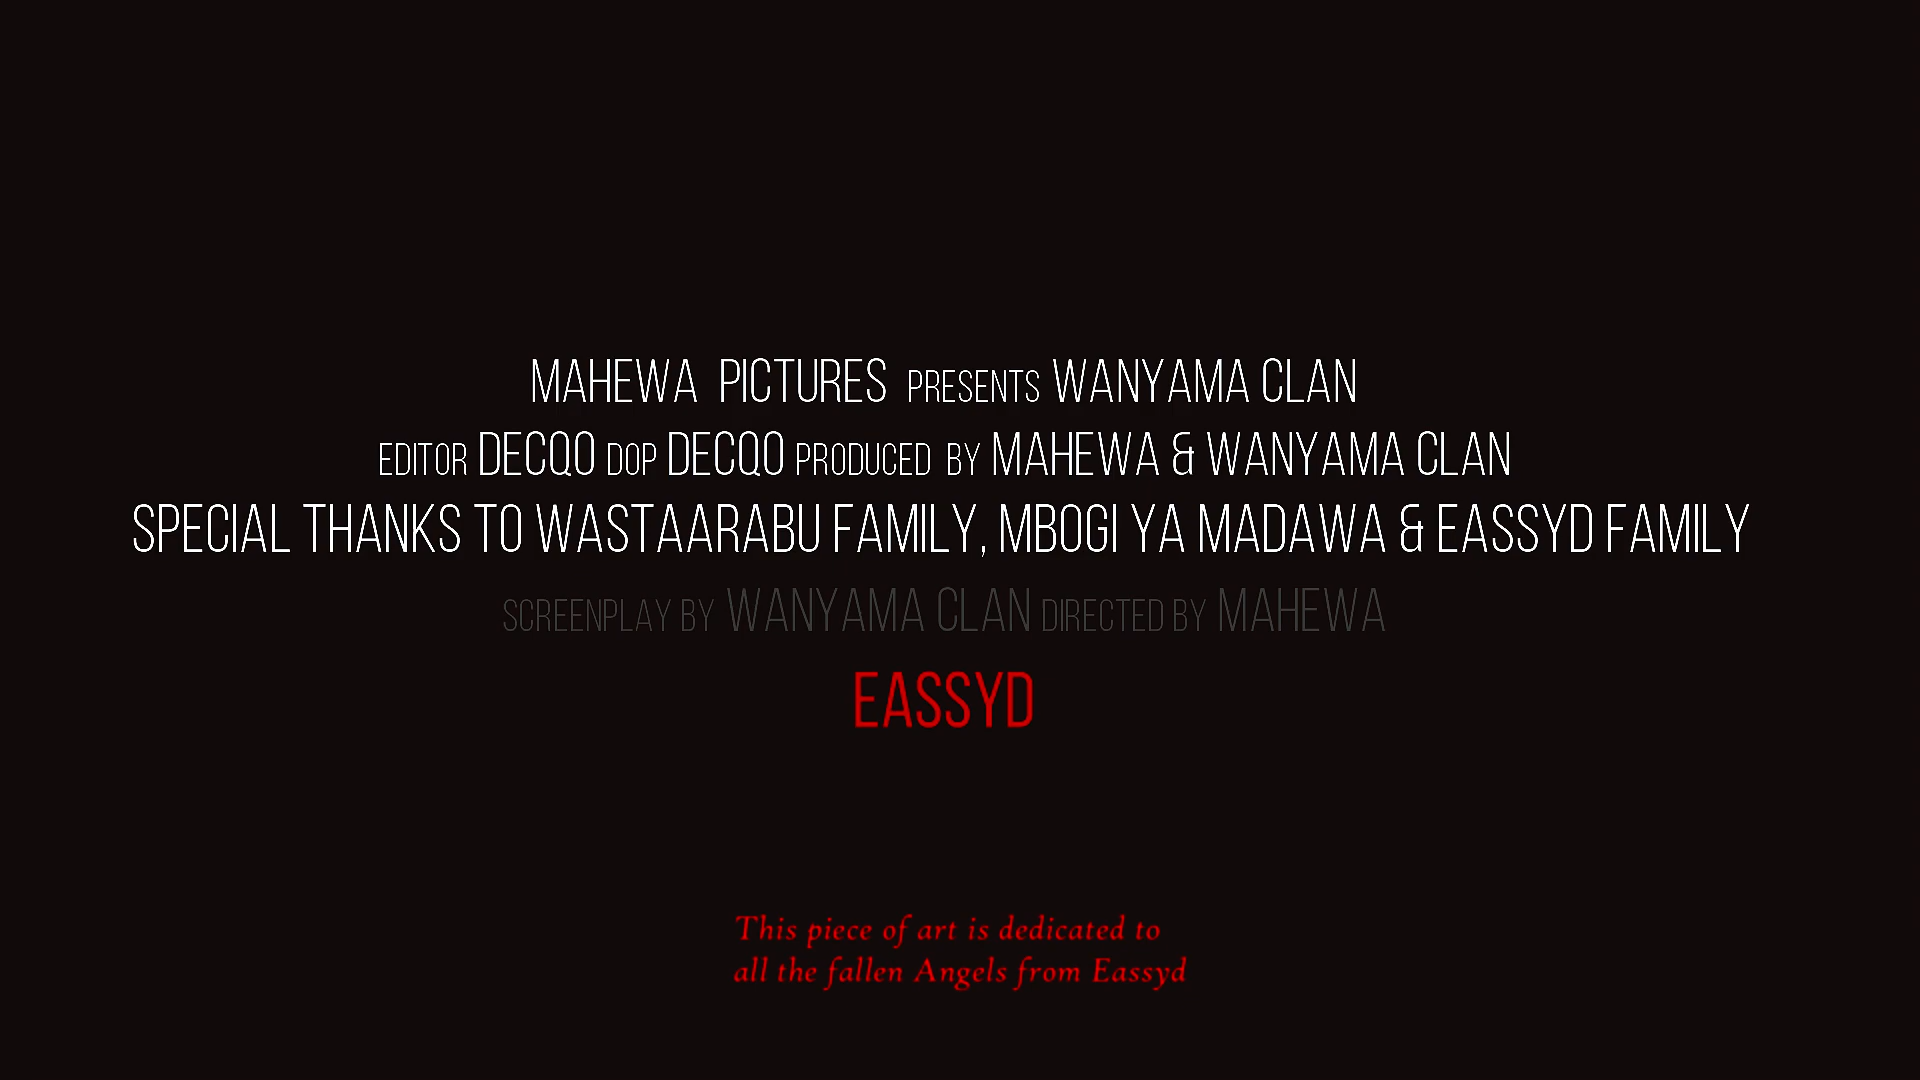 MAHEWA PICTURES PRESENTS WANYAMA CLAN
EDITOR DECQO DOP DECQO PRODUCED BY MAHEWA & WANYAMA CLAN
SPECIAL THANKS TO WASTAARABU FAMILY, MBOGI YA MADAWA & EASSYD FAMILY
SCREENPLAY BY WANYAMA CLAN DIRECTED BY MAHEWA
EASSYD
This piece of art is dedicated to
all the fallen Angels from Eassyd